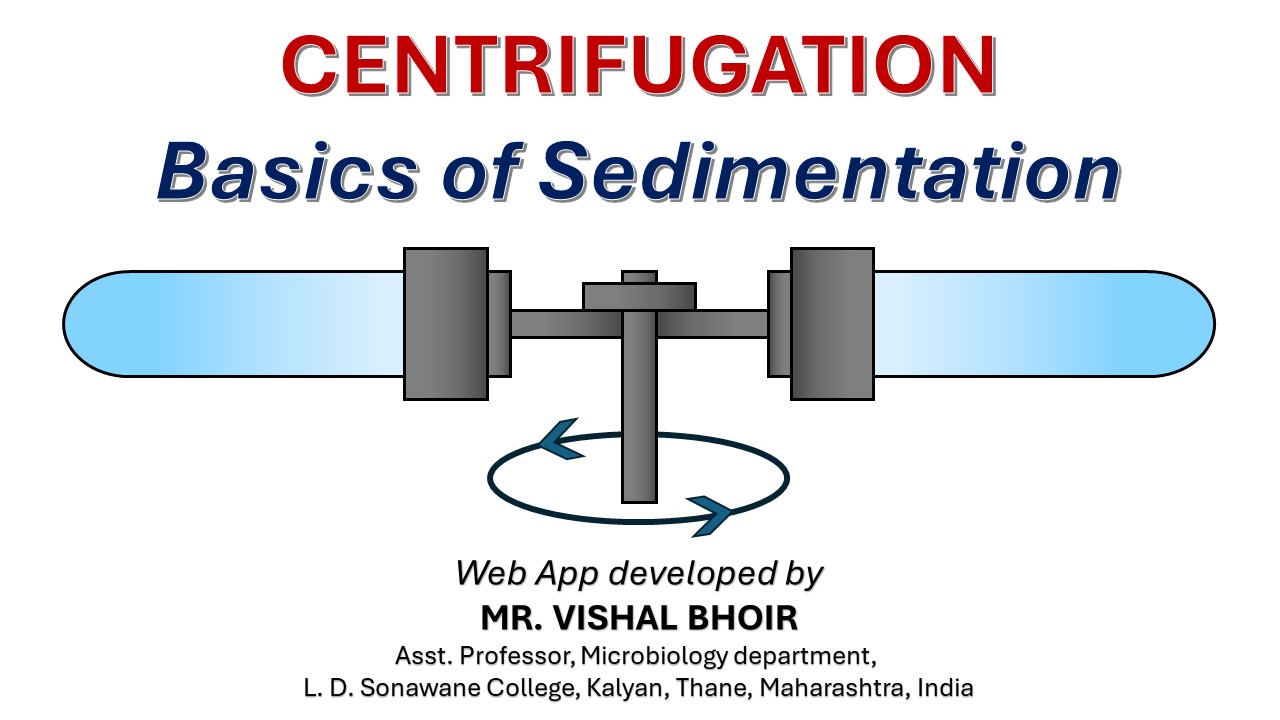 CENTRIFUGATION
Basics of Sedimentation
Web App developed by
MR. VISHAL BHOIR
Asst. Professor, Microbiology department,
L. D. Sonawane College, Kalyan, Thane, Maharashtra, India